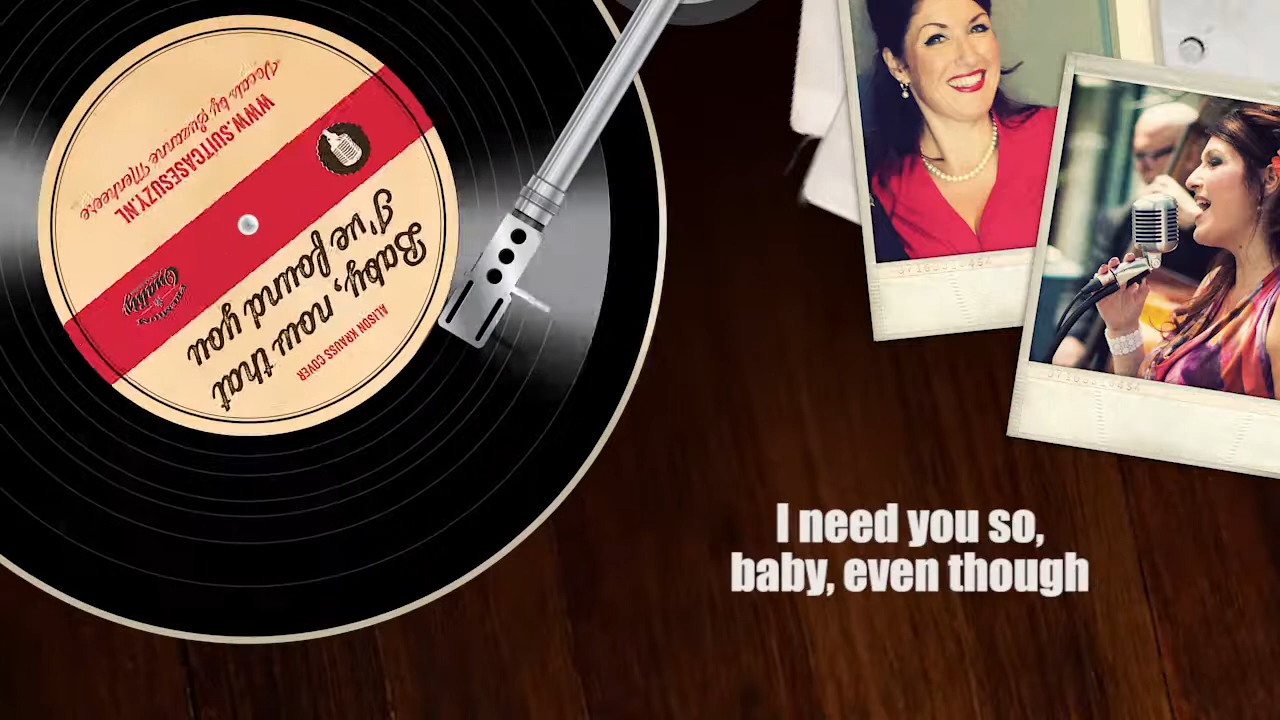 Baby, now that
I've found you
ALISON KRAUSS COVER
Quality
WWW.SUITCASESUZY.NL
Vocals by Suzanne Menheere
I need you so,
baby, even though